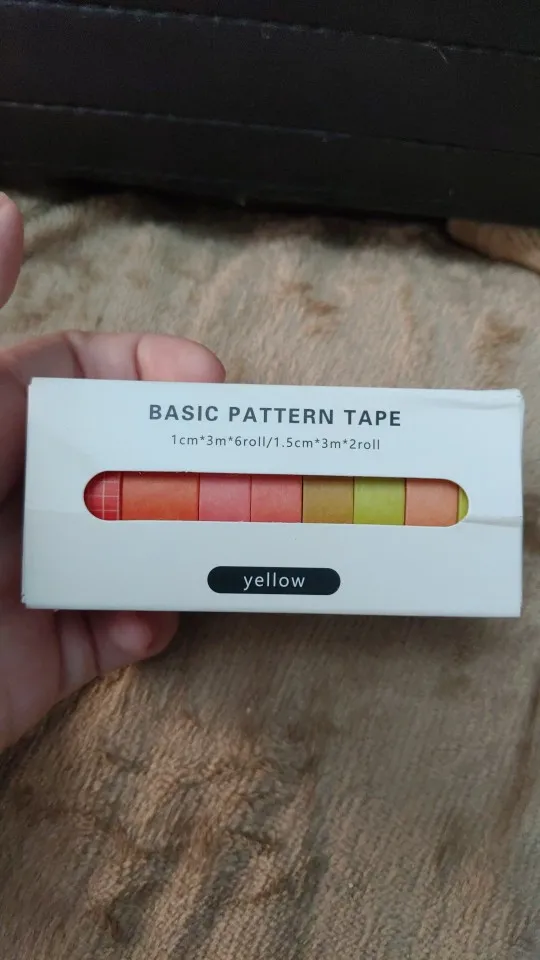 BASIC PATTERN TAPE
1cm*3m*6roll/1.5cm*3m*2roll
yellow